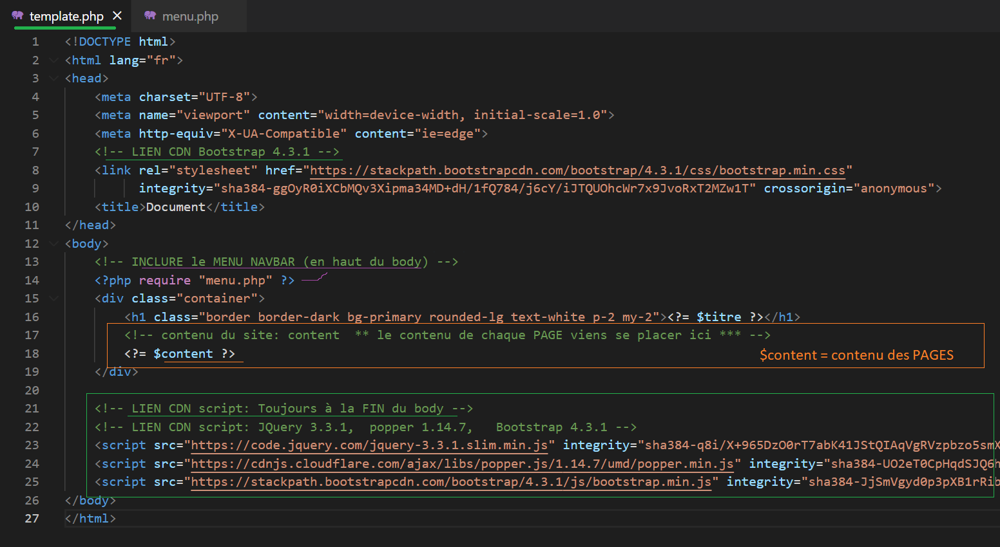 template.php × menu.php
1 <!DOCTYPE html>
2 <html lang="fr">
3 <head>
4 <meta charset="UTF-8">
5 <meta name="viewport" content="width=device-width, initial-scale=1.0">
6 <meta http-equiv="X-UA-Compatible" content="ie=edge">
7 <!-- LIEN CDN Bootstrap 4.3.1 -->
8 <link rel="stylesheet" href="https://stackpath.bootstrapcdn.com/bootstrap/4.3.1/css/bootstrap.min.css"
9 integrity="sha384-ggOyR0iXCbMQv3Xipma34MD+dH/1fQ784/j6cY/iJTQUOhcWr7x9JvoRxT2MZw1T" crossorigin="anonymous">
10 <title>Document</title>
11 </head>
12 <body>
13 <!-- INCLURE le MENU NAVBAR (en haut du body) -->
14 <?php require "menu.php" ?>
15 <div class="container">
16 <h1 class="border border-dark bg-primary rounded-lg text-white p-2 my-2"><?= $titre ?></h1>
17 <!-- contenu du site: content  ** le contenu de chaque PAGE viens se placer ici *** -->
18 <?= $content ?>
$content = contenu des PAGES
19 </div>
20
21 <!-- LIEN CDN script: Toujours à la FIN du body -->
22 <!-- LIEN CDN script: JQuery 3.3.1,  popper 1.14.7,   Bootstrap 4.3.1 -->
23 <script src="https://code.jquery.com/jquery-3.3.1.slim.min.js" integrity="sha384-q8i/X+965DzO0rT7abK41JStQIAqVgRVzpbzo5smX
24 <script src="https://cdnjs.cloudflare.com/ajax/libs/popper.js/1.14.7/umd/popper.min.js" integrity="sha384-UO2eT0CpHqdSJQ6h
25 <script src="https://stackpath.bootstrapcdn.com/bootstrap/4.3.1/js/bootstrap.min.js" integrity="sha384-JjSmVgyd0p3pXB1rRib
26 </body>
27 </html>